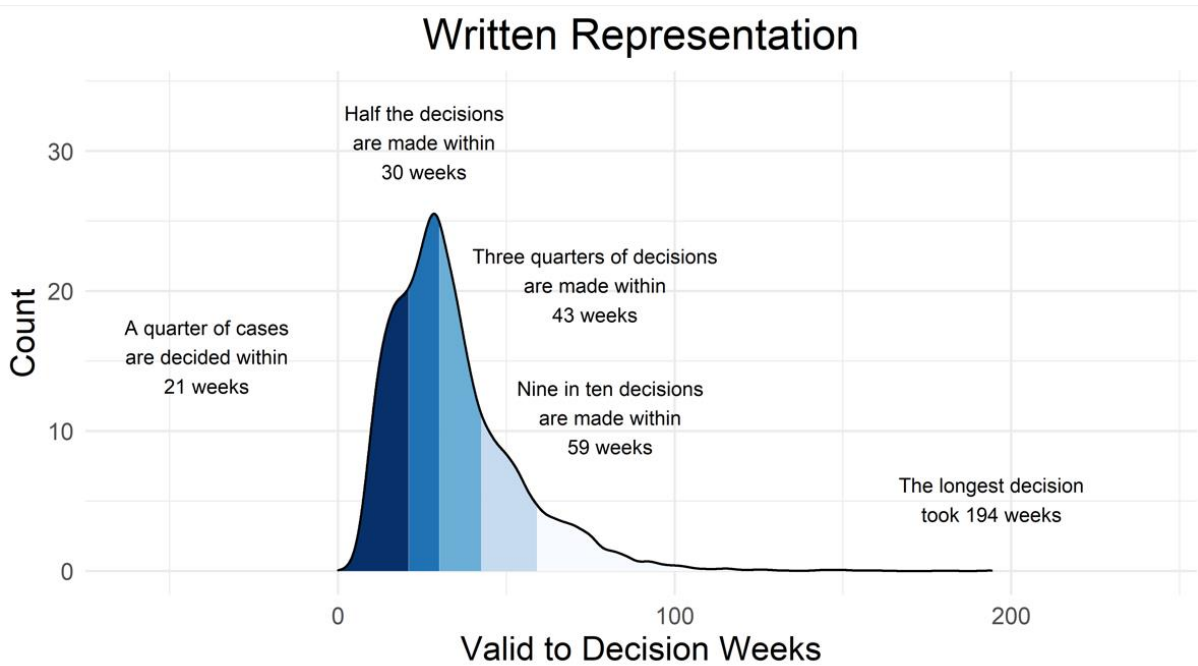 Written Representation
Half the decisions
are made within
30 weeks
Three quarters of decisions
are made within
43 weeks
A quarter of cases
are decided within
21 weeks
Nine in ten decisions
are made within
59 weeks
The longest decision
took 194 weeks
Count
30
20
10
0
0
100
200
Valid to Decision Weeks